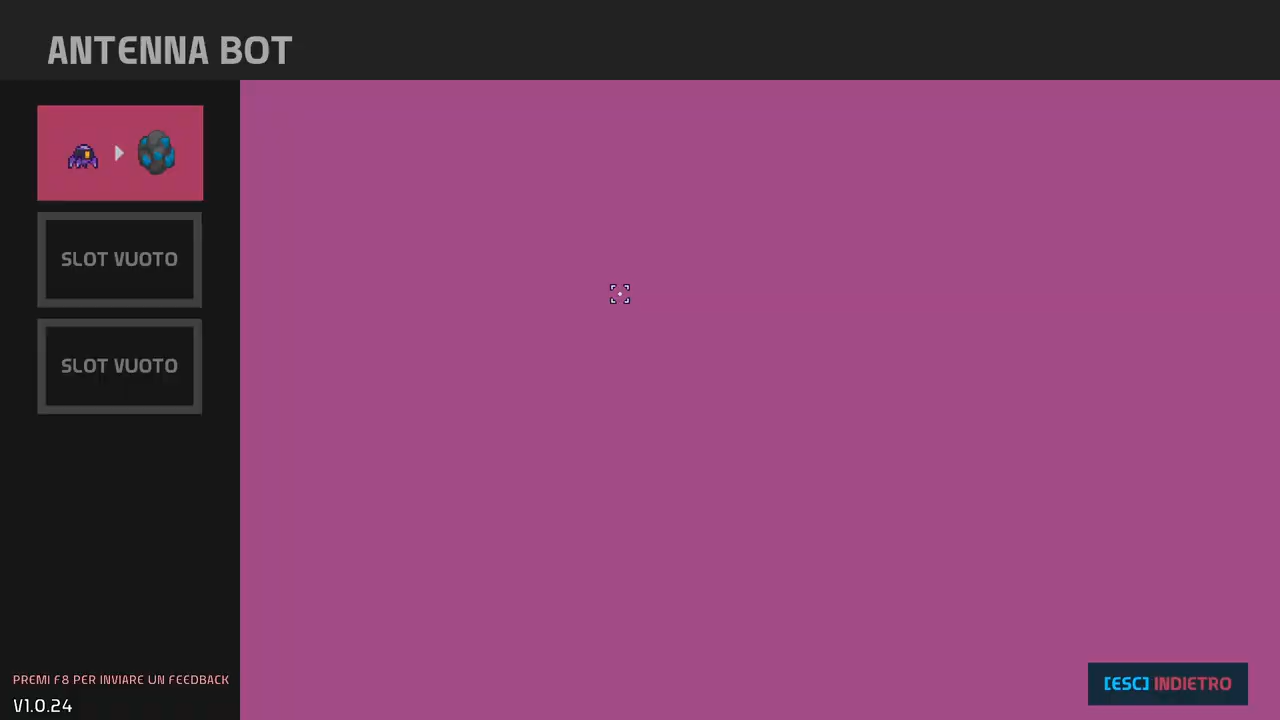 ANTENNA BOT
SLOT VUOTO
SLOT VUOTO
PREMI F8 PER INVIARE UN FEEDBACK
V1.0.24
[ESC] INDIETRO